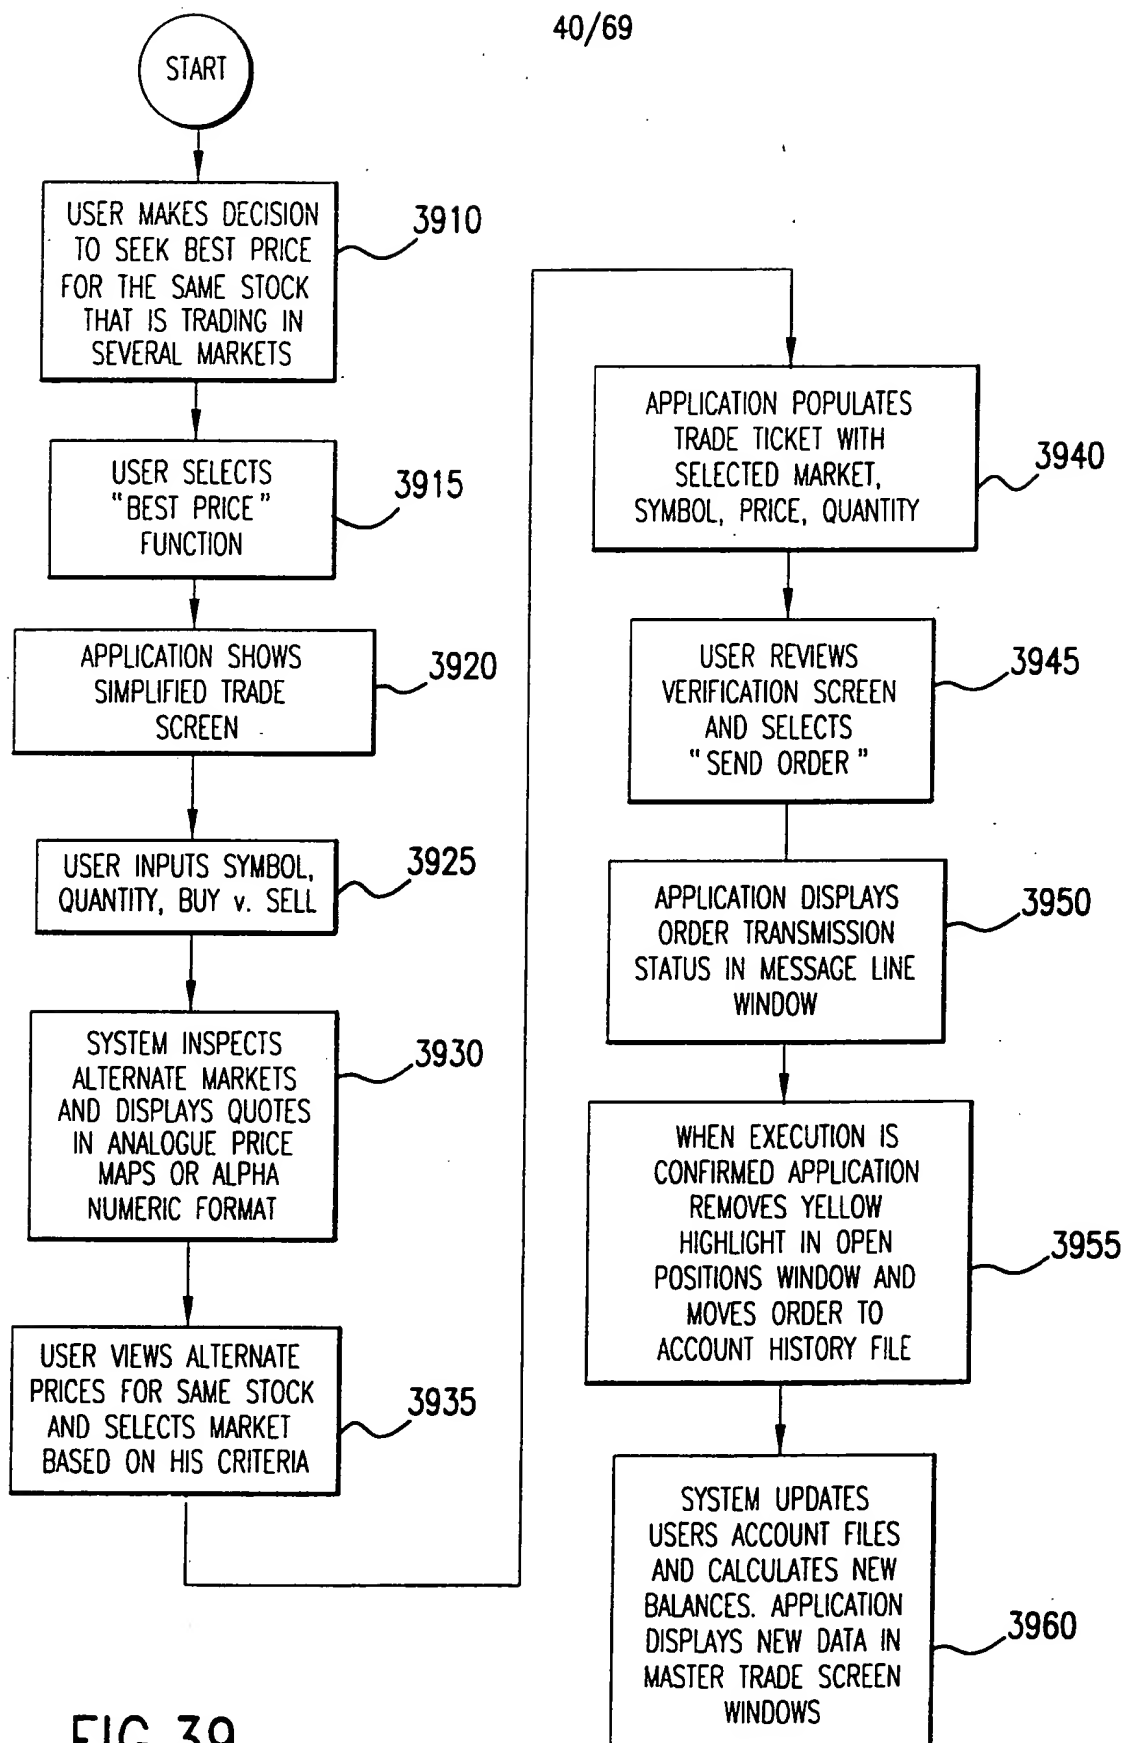 40/69
START
USER MAKES DECISION
TO SEEK BEST PRICE
FOR THE SAME STOCK
THAT IS TRADING IN
SEVERAL MARKETS
3910
USER SELECTS
"BEST PRICE"
FUNCTION
3915
APPLICATION SHOWS
SIMPLIFIED TRADE
SCREEN
3920
USER INPUTS SYMBOL,
QUANTITY, BUY v. SELL
3925
SYSTEM INSPECTS
ALTERNATE MARKETS
AND DISPLAYS QUOTES
IN ANALOGUE PRICE
MAPS OR ALPHA
NUMERIC FORMAT
3930
USER VIEWS ALTERNATE
PRICES FOR SAME STOCK
AND SELECTS MARKET
BASED ON HIS CRITERIA
3935
APPLICATION POPULATES
TRADE TICKET WITH
SELECTED MARKET,
SYMBOL, PRICE, QUANTITY
3940
USER REVIEWS
VERIFICATION SCREEN
AND SELECTS
"SEND ORDER"
3945
APPLICATION DISPLAYS
ORDER TRANSMISSION
STATUS IN MESSAGE LINE
WINDOW
3950
WHEN EXECUTION IS
CONFIRMED APPLICATION
REMOVES YELLOW
HIGHLIGHT IN OPEN
POSITIONS WINDOW AND
MOVES ORDER TO
ACCOUNT HISTORY FILE
3955
SYSTEM UPDATES
USERS ACCOUNT FILES
AND CALCULATES NEW
BALANCES. APPLICATION
DISPLAYS NEW DATA IN
MASTER TRADE SCREEN
WINDOWS
3960
FIG. 39